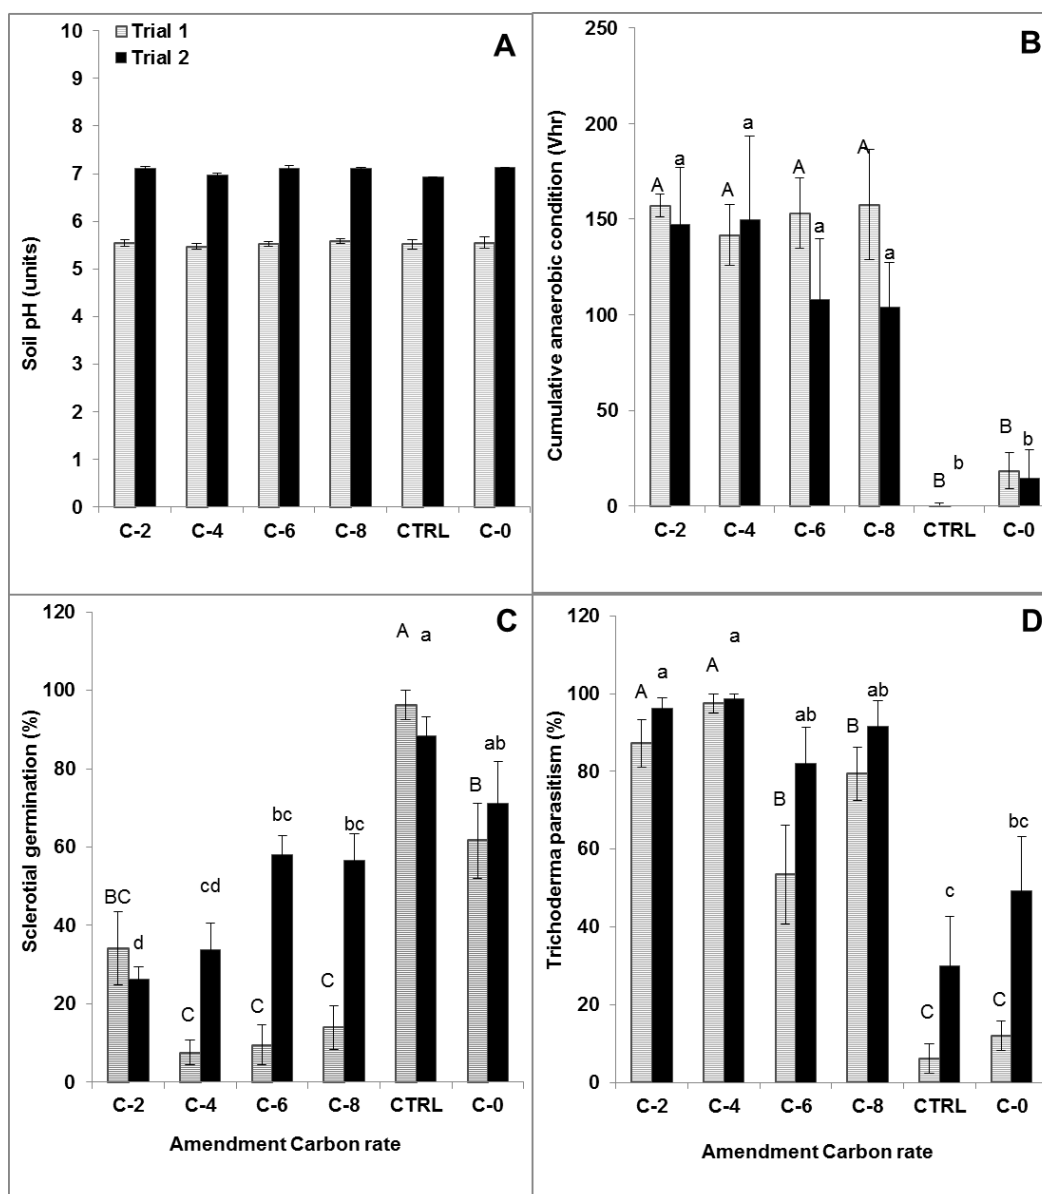 Trial 1
Trial 2
A
Soil pH (units)
10
9
8
7
6
5
4
3
2
1
0
C-2 C-4 C-6 C-8 CTRL C-0
B
Cumulative anaerobic condition (Vhr)
250
200
150
100
50
0
A a A a A a A a B b B b
C-2 C-4 C-6 C-8 CTRL C-0
C
Sclerotial germination (%)
120
100
80
60
40
20
0
BC d C cd C bc C bc A a B ab
C-2 C-4 C-6 C-8 CTRL C-0
Amendment Carbon rate
D
Trichoderma parasitism (%)
120
100
80
60
40
20
0
A a A a B ab B ab C c C bc
C-2 C-4 C-6 C-8 CTRL C-0
Amendment Carbon rate